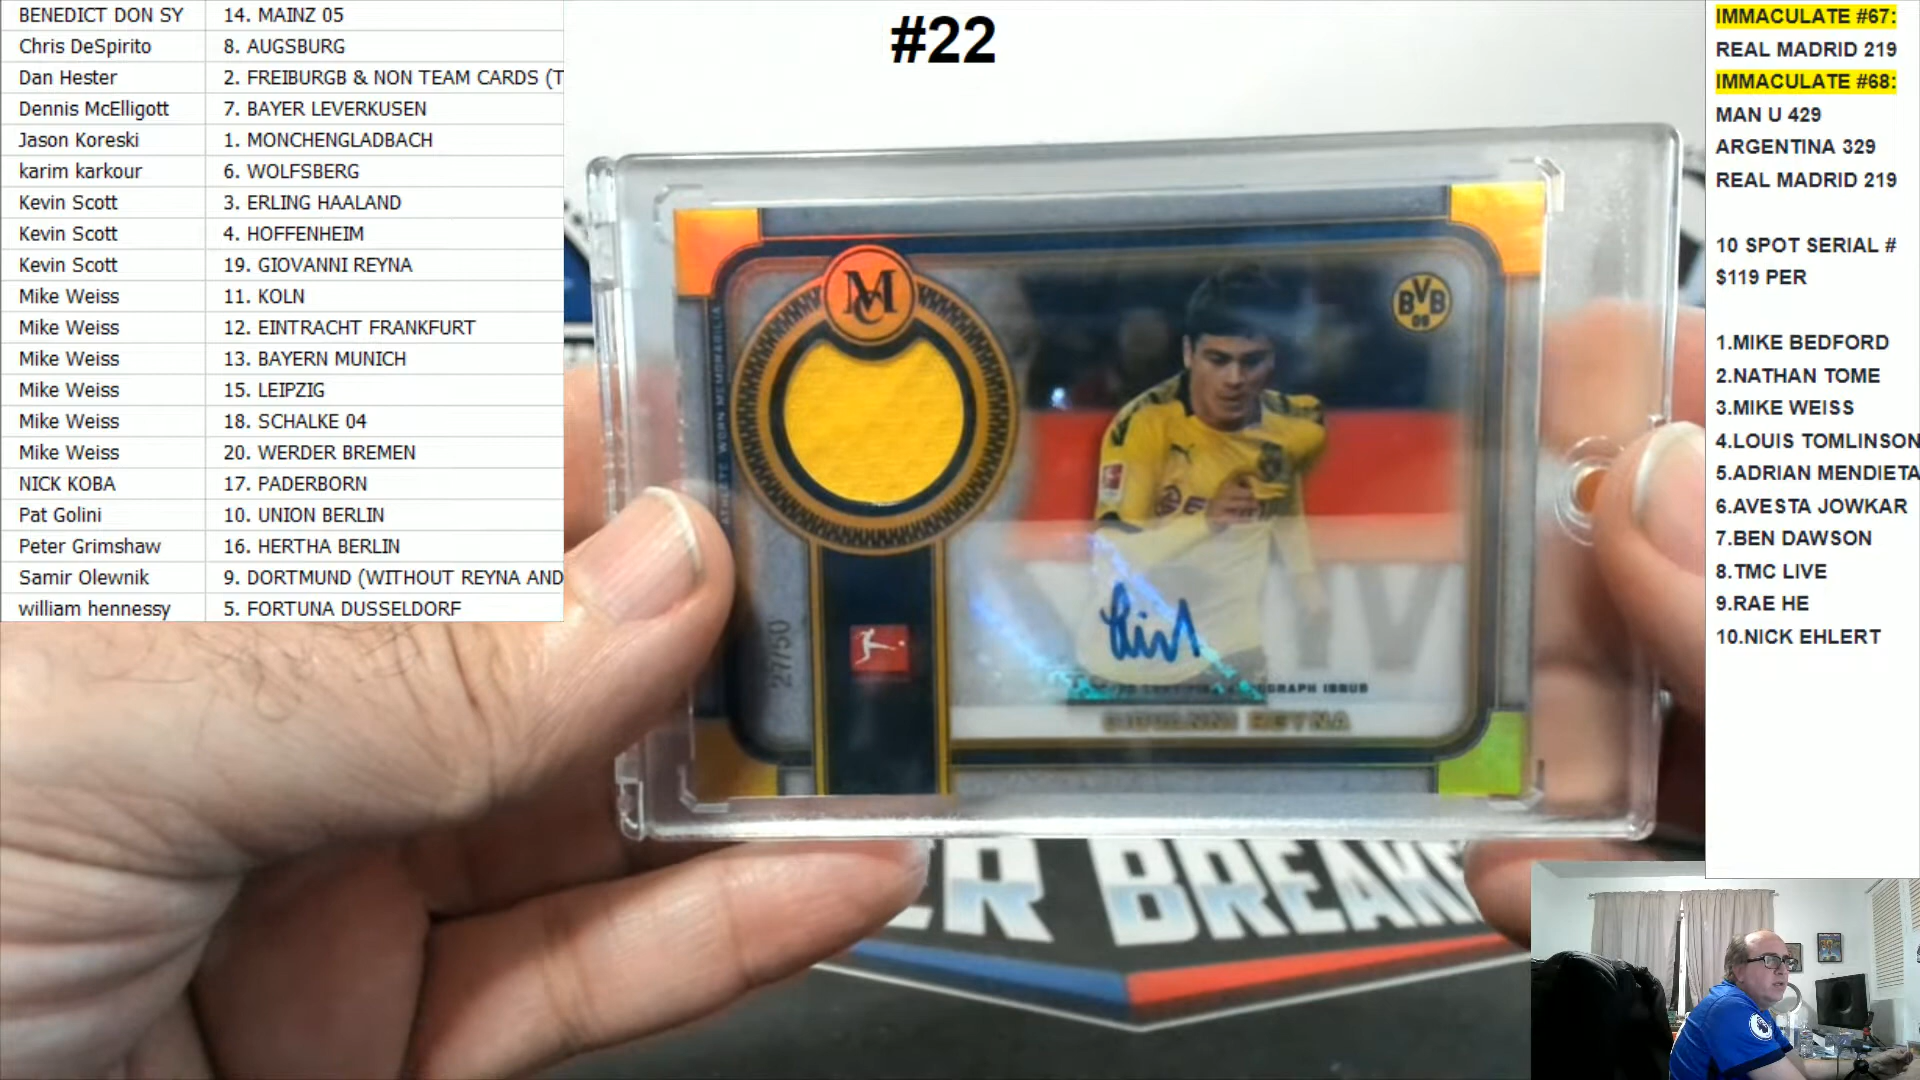 BENEDICT DON SY 14. MAINZ 05
Chris DeSpirito 8. AUGSBURG
Dan Hester 2. FREIBURGB & NON TEAM CARDS (T
Dennis McElligott 7. BAYER LEVERKUSEN
Jason Koreski 1. MONCHENGLADBACH
karim karkour 6. WOLFSBERG
Kevin Scott 3. ERLING HAALAND
Kevin Scott 4. HOFFENHEIM
Kevin Scott 19. GIOVANNI REYNA
Mike Weiss 11. KOLN
Mike Weiss 12. EINTRACHT FRANKFURT
Mike Weiss 13. BAYERN MUNICH
Mike Weiss 15. LEIPZIG
Mike Weiss 18. SCHALKE 04
Mike Weiss 20. WERDER BREMEN
NICK KOBA 17. PADERBORN
Pat Golini 10. UNION BERLIN
Peter Grimshaw 16. HERTHA BERLIN
Samir Olewnik 9. DORTMUND (WITHOUT REYNA AND
william hennessy 5. FORTUNA DUSSELDORF
#22
MC
BVB
09
27/50
GRAPH ISSUE
GIOVANNI REYNA
ER BREAK
IMMACULATE #67:
REAL MADRID 219
IMMACULATE #68:
MAN U 429
ARGENTINA 329
REAL MADRID 219
10 SPOT SERIAL #
$119 PER
1.MIKE BEDFORD
2.NATHAN TOME
3.MIKE WEISS
4.LOUIS TOMLINSON
5.ADRIAN MENDIETA
6.AVESTA JOWKAR
7.BEN DAWSON
8.TMC LIVE
9.RAE HE
10.NICK EHLERT